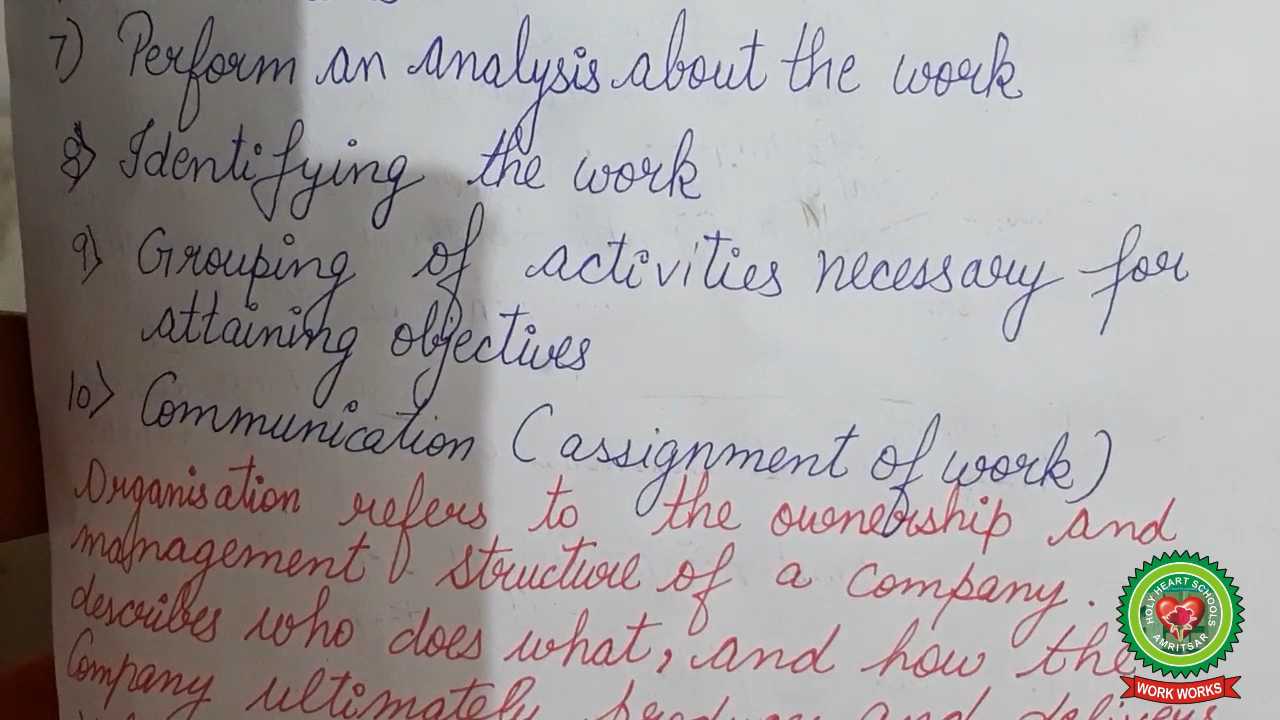 7) Perform an analysis about the work
8) Identifying the work
9) Grouping of activities necessary for
attaining objectives
10) Communication (assignment of work)
Organisation refers to the ownership and
management structure of a company.
describes who does what, and how the
Company ultimately and
HOLY HEART SCHOOLS
AMRITSAR
WORK WORKS